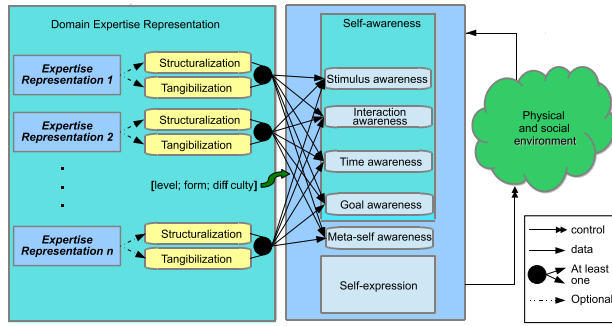 Domain Expertise Representation
Expertise
Representation 1
Structuralization
Tangibilization
Expertise
Representation 2
Structuralization
Tangibilization
[level; form; diff culty]
Expertise
Representation n
Structuralization
Tangibilization
Self-awareness
Stimulus awareness
Interaction
awareness
Time awareness
Goal awareness
Meta-self awareness
Self-expression
Physical
and social
environment
control
data
At least
one
Optional